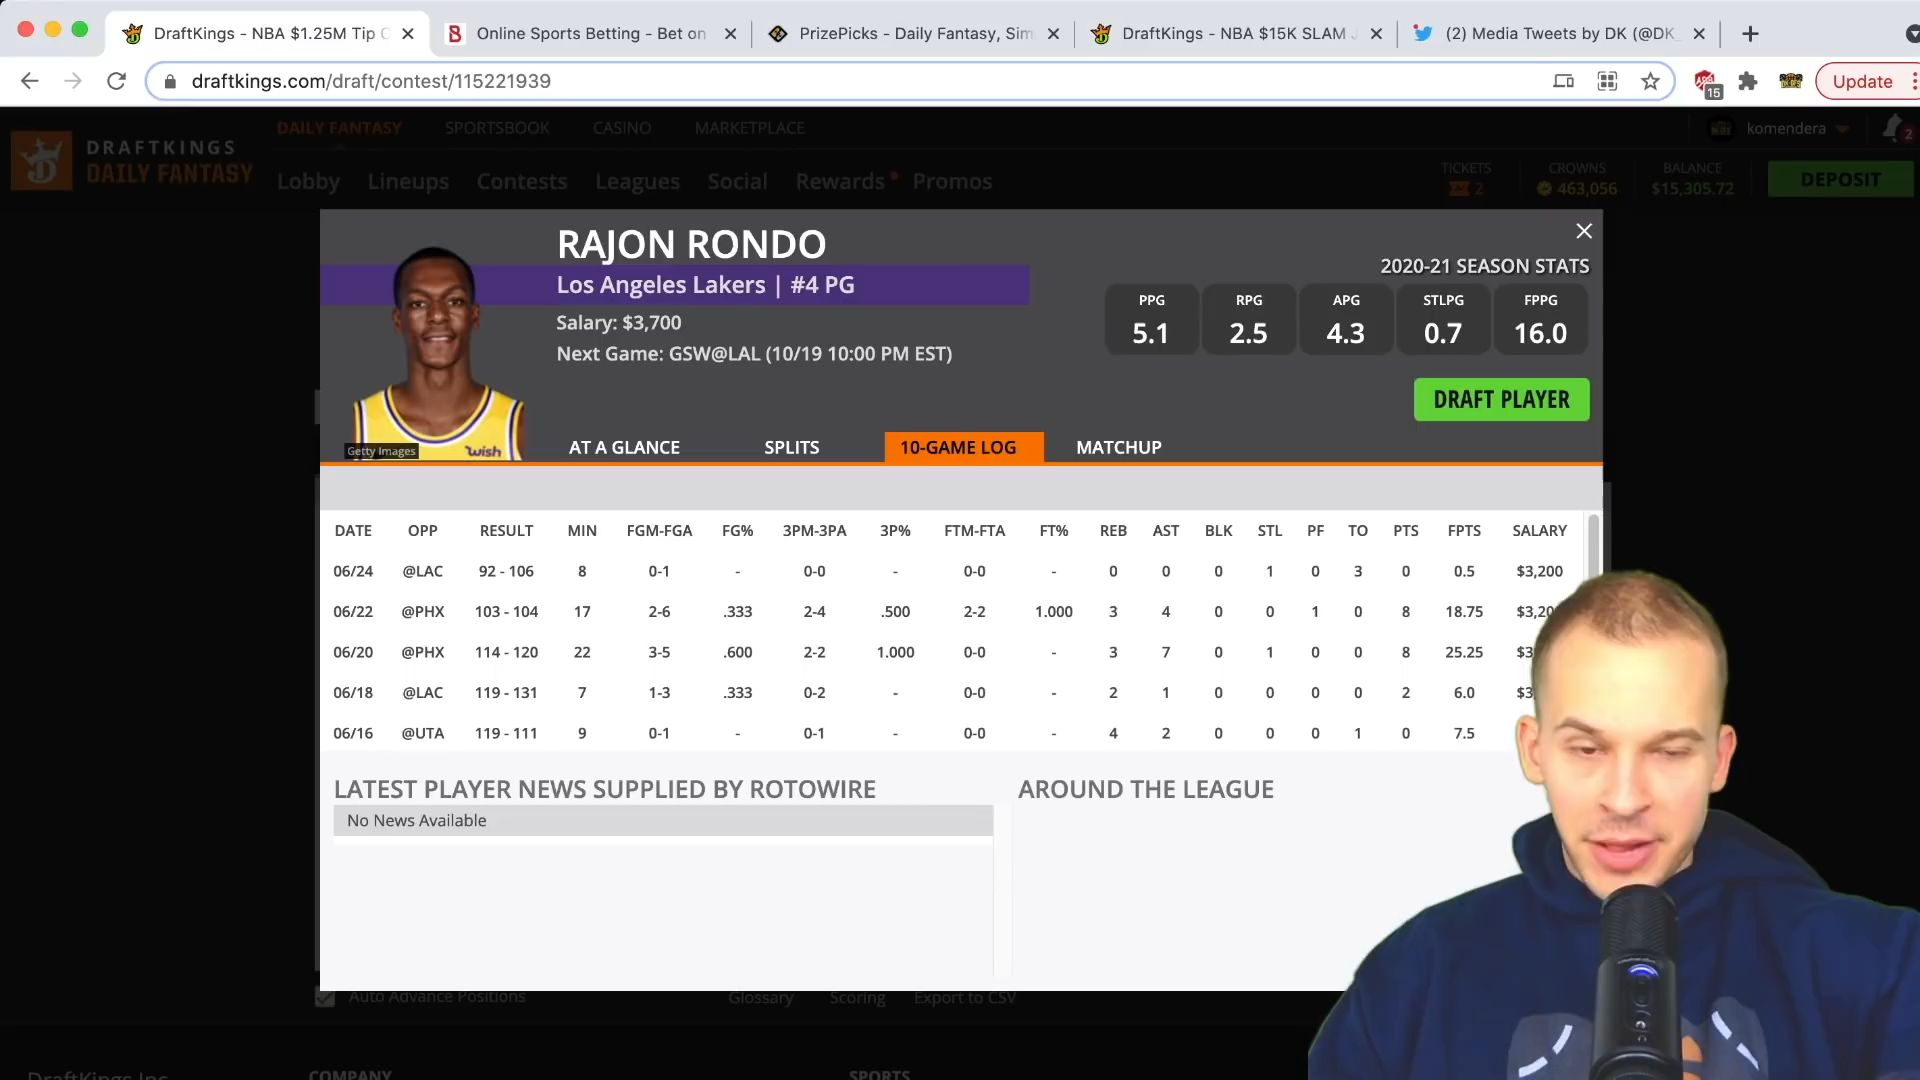 DraftKings - NBA $1.25M Tip
Online Sports Betting - Bet on
PrizePicks - Daily Fantasy, Sim
DraftKings - NBA $15K SLAM
(2) Media Tweets by DK (@DK_
draftkings.com/draft/contest/115221939
15
Update
DAILY FANTASY SPORTSBOOK CASINO MARKETPLACE
komendera
2
DRAFTKINGS
DAILY FANTASY
Lobby Lineups Contests Leagues Social Rewards Promos
TICKETS
2
CROWNS
463,056
BALANCE
$15,305.72
DEPOSIT
RAJON RONDO
Los Angeles Lakers | #4 PG
Salary: $3,700
Next Game: GSW@LAL (10/19 10:00 PM EST)
2020-21 SEASON STATS
PPG RPG APG STLPG FPPG
5.1 2.5 4.3 0.7 16.0
DRAFT PLAYER
Getty Images
wish
AT A GLANCE SPLITS 10-GAME LOG MATCHUP
DATE OPP RESULT MIN FGM-FGA FG% 3PM-3PA 3P% FTM-FTA FT% REB AST BLK STL PF TO PTS FPTS SALARY
06/24 @LAC 92 - 106 8 0-1 - 0-0 - 0-0 - 0 0 0 1 0 3 0 0.5 $3,200
06/22 @PHX 103 - 104 17 2-6 .333 2-4 .500 2-2 1.000 3 4 0 0 1 0 8 18.75 $3,20
06/20 @PHX 114 - 120 22 3-5 .600 2-2 1.000 0-0 - 3 7 0 1 0 0 8 25.25 $3
06/18 @LAC 119 - 131 7 1-3 .333 0-2 - 0-0 - 2 1 0 0 0 0 2 6.0 $3
06/16 @UTA 119 - 111 9 0-1 - 0-1 - 0-0 - 4 2 0 0 0 1 0 7.5
LATEST PLAYER NEWS SUPPLIED BY ROTOWIRE
No News Available
AROUND THE LEAGUE
Auto Advance Positions
Glossary Scoring Export to CSV
DraftKings Inc
COMPANY
SPORTS